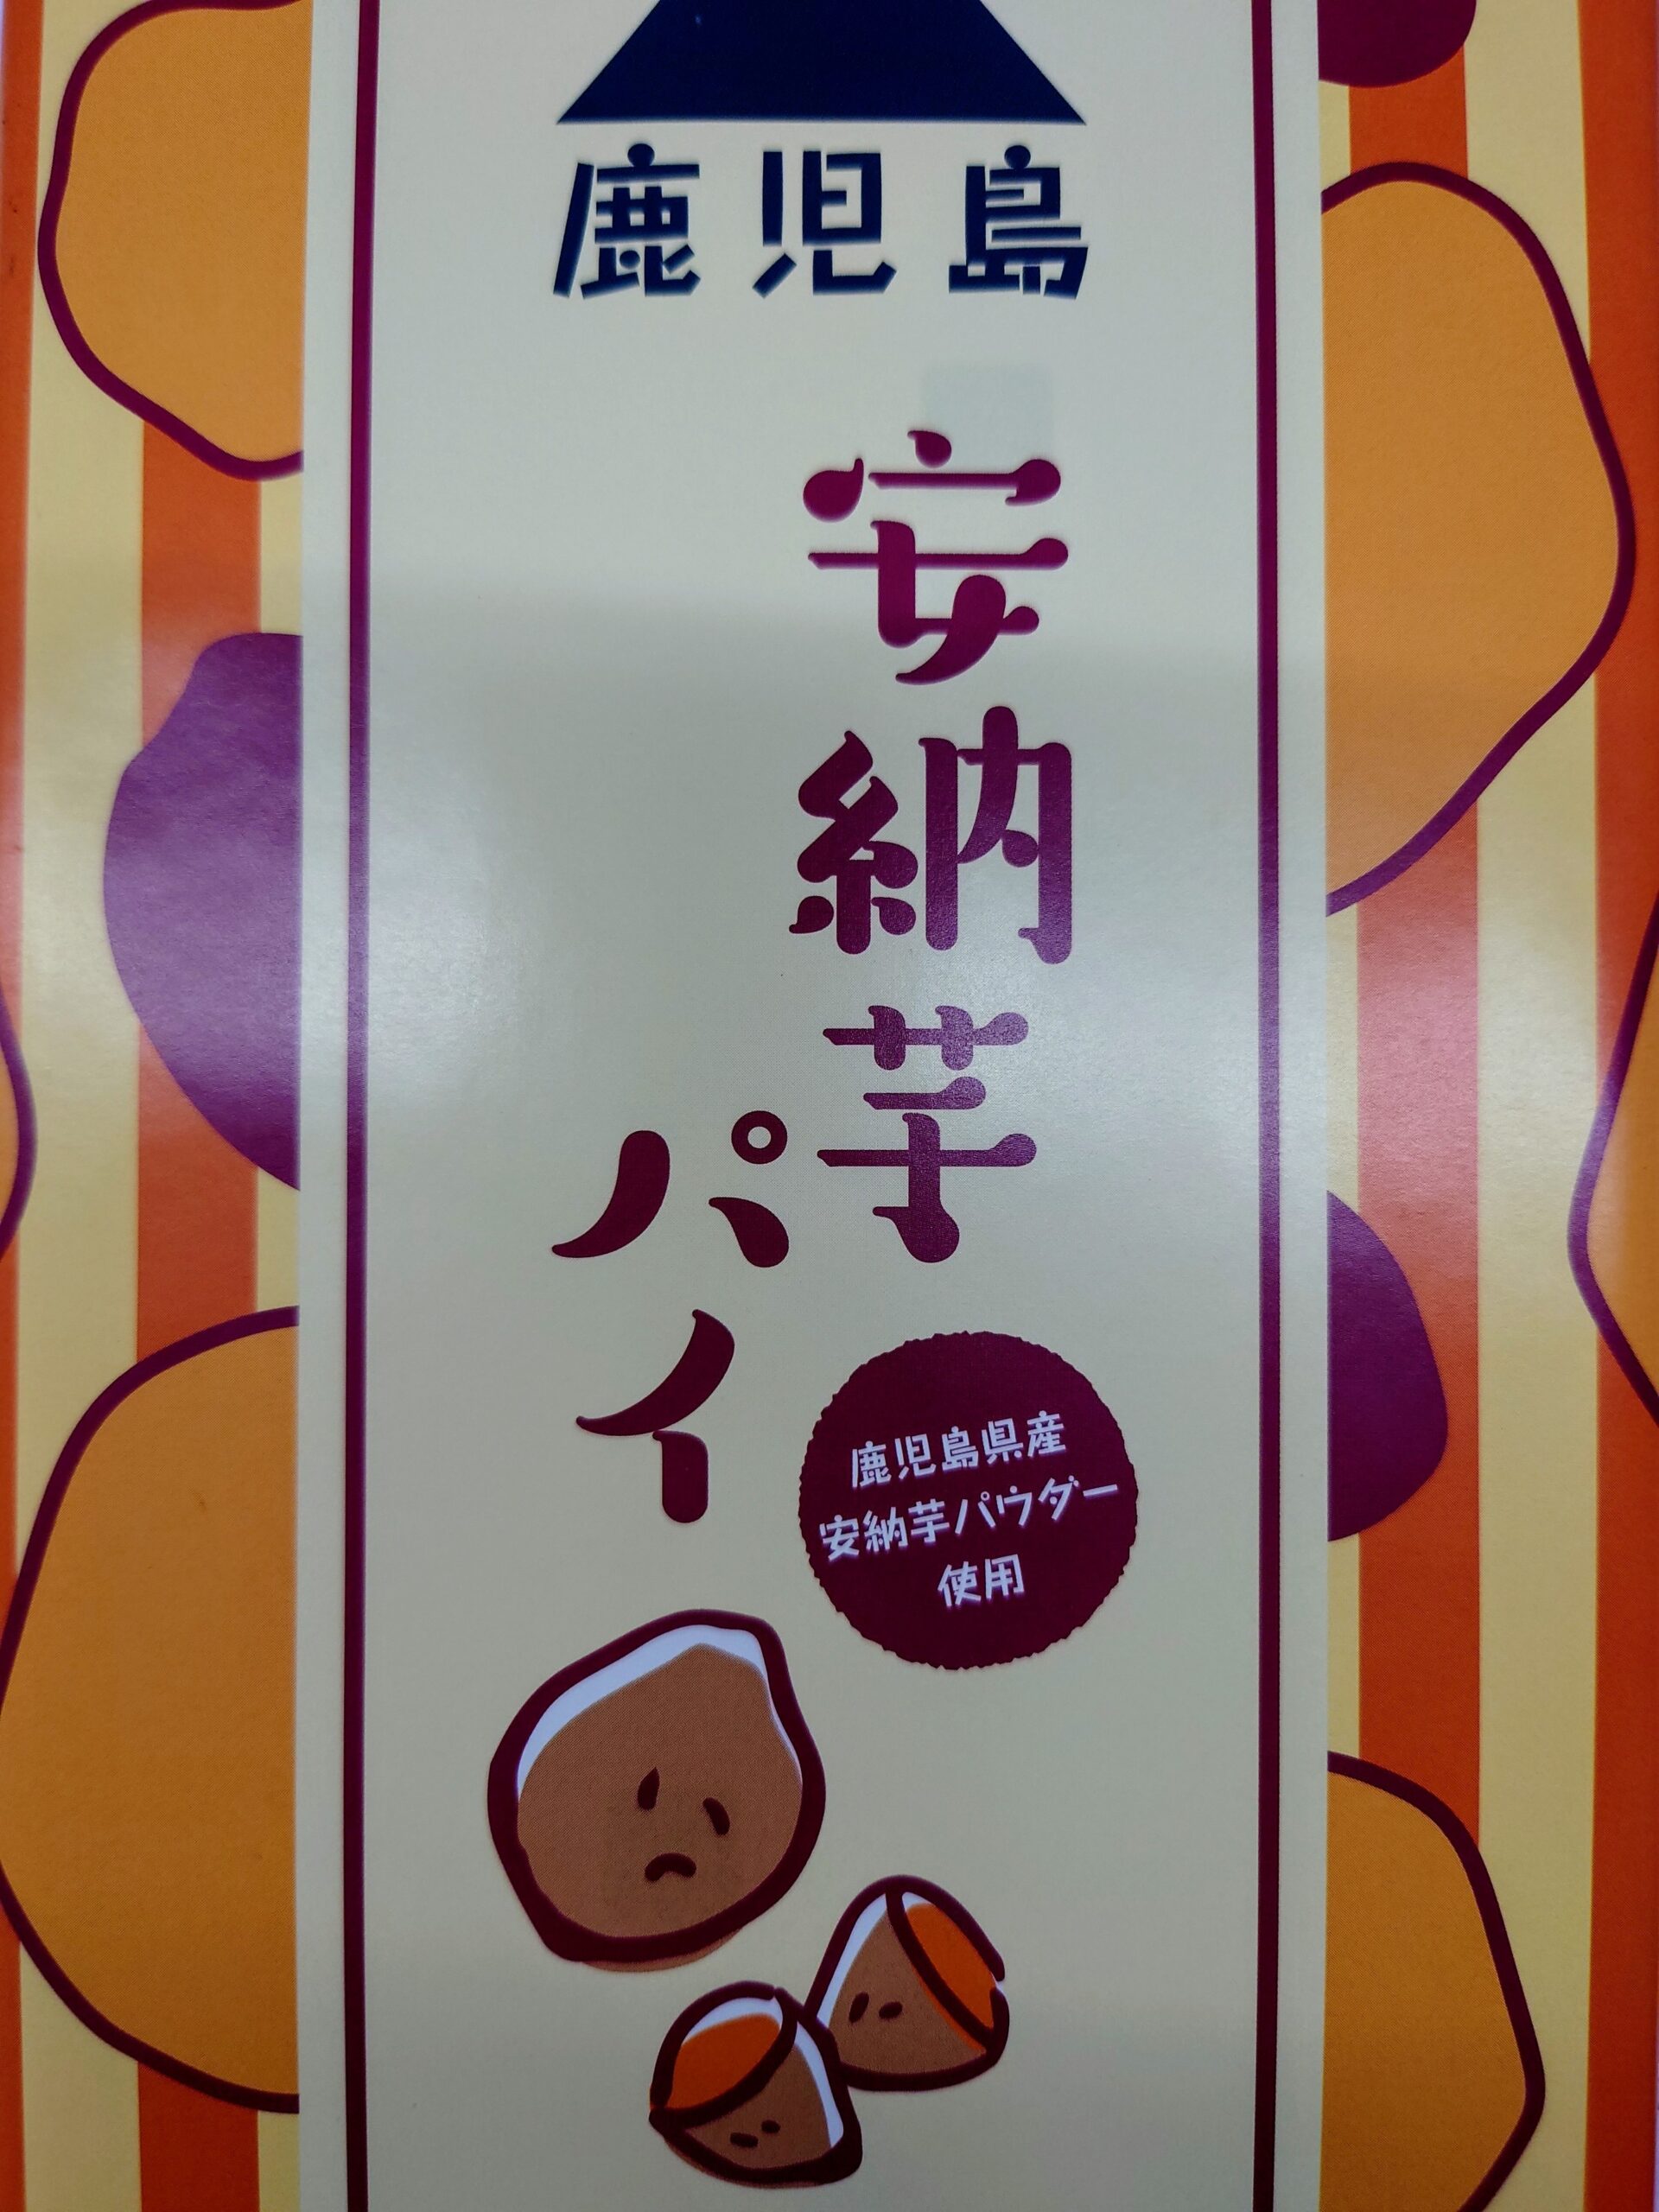 鹿児島
安納芋
パイ
鹿児島県産
安納芋パウダー
使用